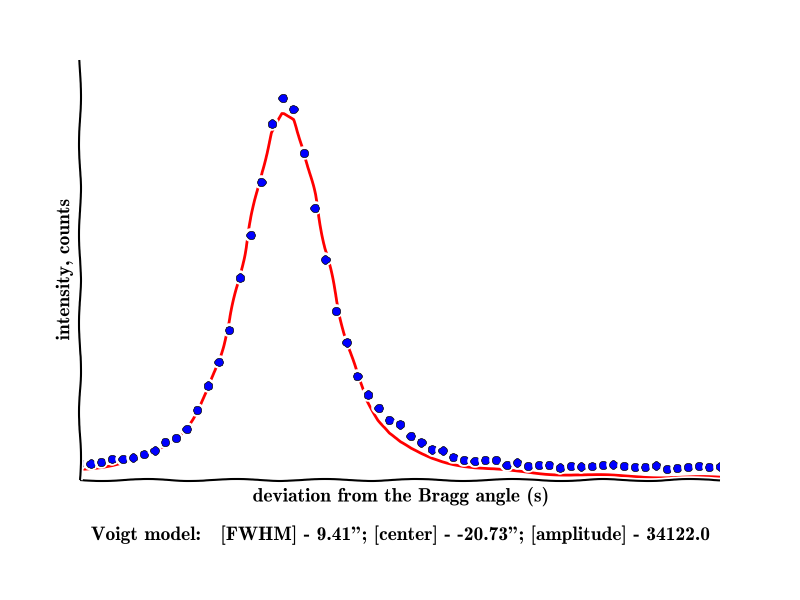 intensity, counts
deviation from the Bragg angle (s)
Voigt model: [FWHM] - 9.41”; [center] - -20.73”; [amplitude] - 34122.0